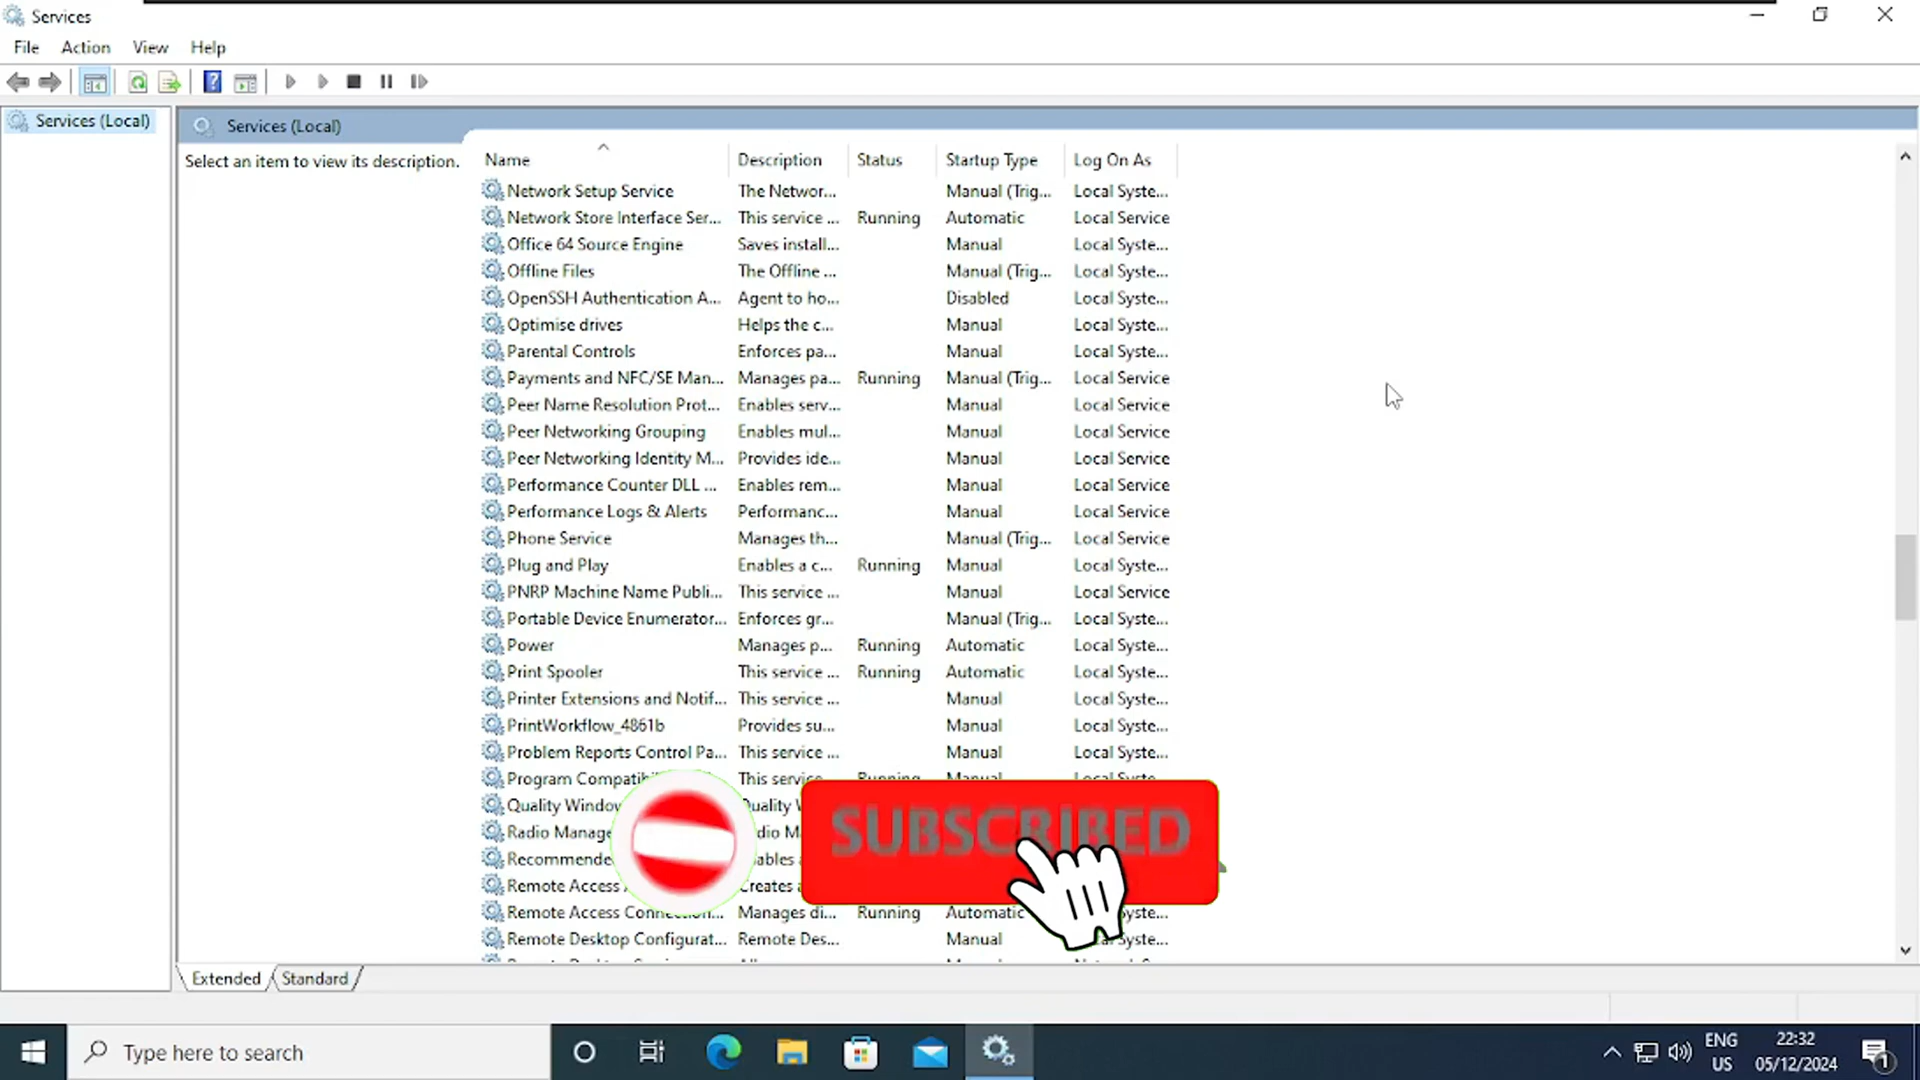 Services
File Action View Help
Services (Local)
Services (Local)
Select an item to view its description.
Name Description Status Startup Type Log On As
Network Setup Service The Networ... Manual (Trig... Local Syste...
Network Store Interface Ser... This service ... Running Automatic Local Service
Office 64 Source Engine Saves install... Manual Local Syste...
Offline Files The Offline ... Manual (Trig... Local Syste...
OpenSSH Authentication A... Agent to ho... Disabled Local Syste...
Optimise drives Helps the c... Manual Local Syste...
Parental Controls Enforces pa... Manual Local Syste...
Payments and NFC/SE Man... Manages pa... Running Manual (Trig... Local Service
Peer Name Resolution Prot... Enables serv... Manual Local Service
Peer Networking Grouping Enables mul... Manual Local Service
Peer Networking Identity M... Provides ide... Manual Local Service
Performance Counter DLL ... Enables rem... Manual Local Service
Performance Logs & Alerts Performanc... Manual Local Service
Phone Service Manages th... Manual (Trig... Local Service
Plug and Play Enables a c... Running Manual Local Syste...
PNRP Machine Name Publi... This service ... Manual Local Service
Portable Device Enumerator... Enforces gr... Manual (Trig... Local Syste...
Power Manages p... Running Automatic Local Syste...
Print Spooler This service ... Running Automatic Local Syste...
Printer Extensions and Notif... This service ... Manual Local Syste...
PrintWorkflow_4861b Provides su... Manual Local Syste...
Problem Reports Control Pa... This service ... Manual Local Syste...
Program This service Running Manual Local Syste...
Quality
Radio
SUBSCRIBED
Remote Access
Remote Access Manages di... Running Automatic
Remote Desktop Configurat... Remote Des... Manual
Extended Standard
Type here to search
ENG
US
22:32
05/12/2024
1